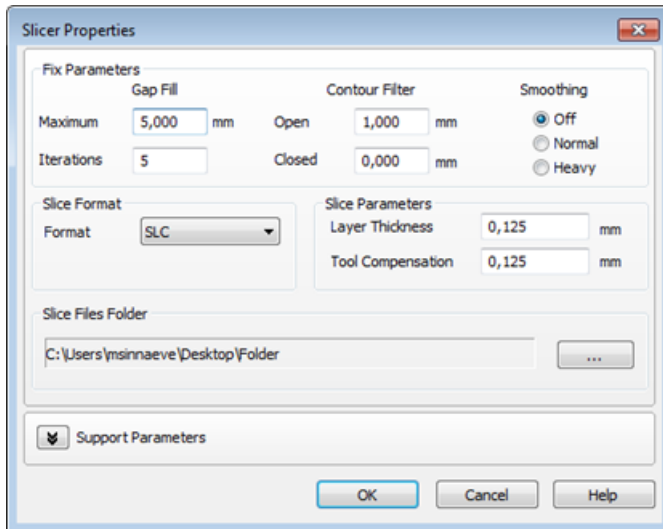 Slicer Properties
Fix Parameters
Gap Fill Contour Filter Smoothing
Maximum 5,000 mm Open 1,000 mm Off
Normal
Iterations 5 Closed 0,000 mm
Heavy
Slice Format
Format SLC
Slice Parameters
Layer Thickness 0,125 mm
Tool Compensation 0,125 mm
Slice Files Folder
C:\Users\msinnaeve\Desktop\Folder ...
Support Parameters
OK Cancel Help